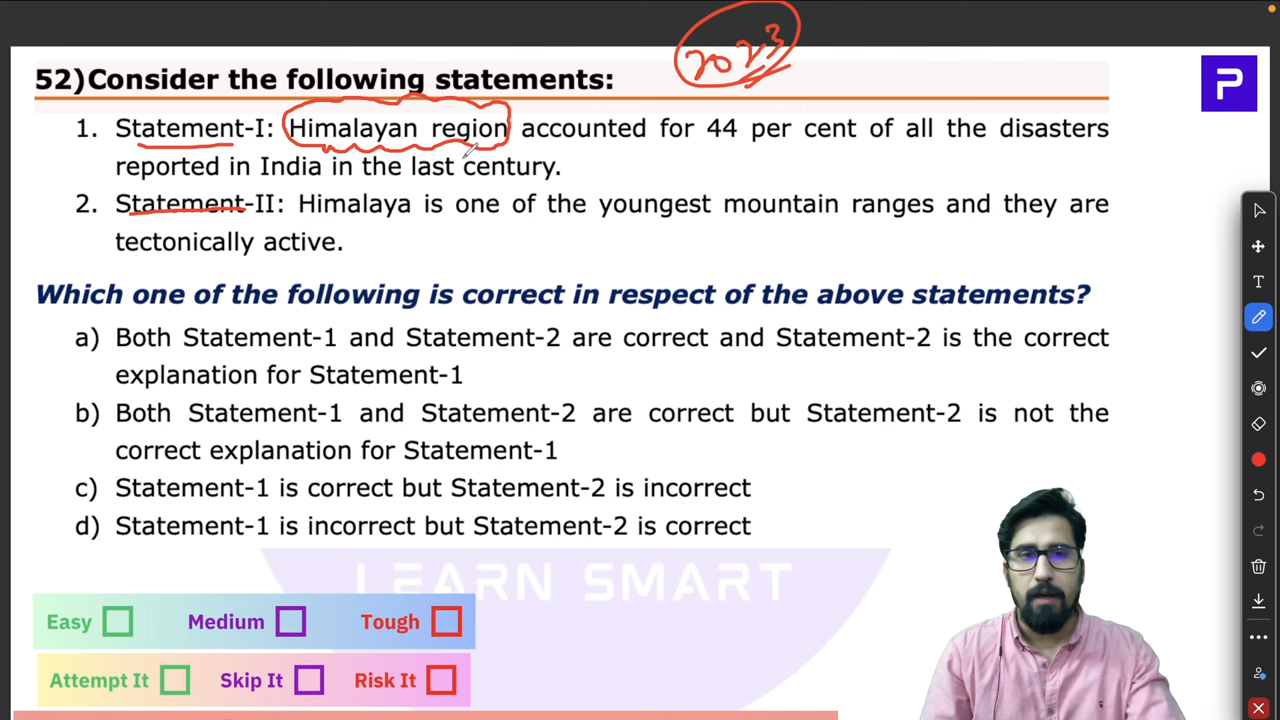 2023
52)Consider the following statements:
1. Statement-I: Himalayan region accounted for 44 per cent of all the disasters
reported in India in the last century.
2. Statement-II: Himalaya is one of the youngest mountain ranges and they are
tectonically active.
Which one of the following is correct in respect of the above statements?
a) Both Statement-1 and Statement-2 are correct and Statement-2 is the correct
explanation for Statement-1
b) Both Statement-1 and Statement-2 are correct but Statement-2 is not the
correct explanation for Statement-1
c) Statement-1 is correct but Statement-2 is incorrect
d) Statement-1 is incorrect but Statement-2 is correct
LEARN SMART
Easy Medium Tough
Attempt It Skip It Risk It
P
T